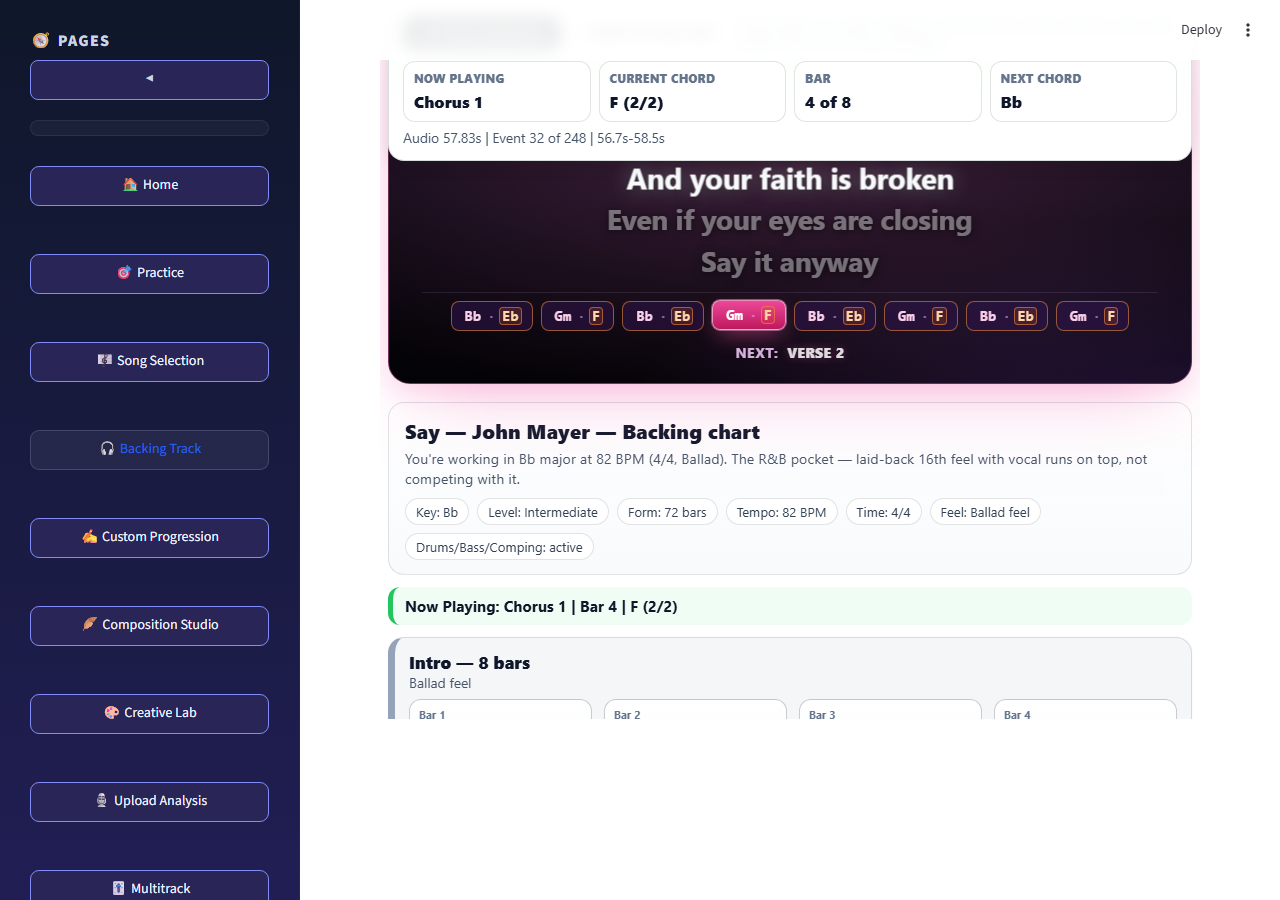 PAGES
◄
Home
Practice
Song Selection
Backing Track
Custom Progression
Composition Studio
Creative Lab
Upload Analysis
Multitrack
Deploy
NOW PLAYING
Chorus 1
CURRENT CHORD
F (2/2)
BAR
4 of 8
NEXT CHORD
Bb
Audio 57.83s | Event 32 of 248 | 56.7s-58.5s
And your faith is broken
Even if your eyes are closing
Say it anyway
Bb · Eb Gm · F Bb · Eb Gm · F Bb · Eb Gm · F Bb · Eb Gm · F
NEXT: VERSE 2
Say — John Mayer — Backing chart
You're working in Bb major at 82 BPM (4/4, Ballad). The R&B pocket — laid-back 16th feel with vocal runs on top, not
competing with it.
Key: Bb Level: Intermediate Form: 72 bars Tempo: 82 BPM Time: 4/4 Feel: Ballad feel
Drums/Bass/Comping: active
Now Playing: Chorus 1 | Bar 4 | F (2/2)
Intro — 8 bars
Ballad feel
Bar 1 Bar 2 Bar 3 Bar 4